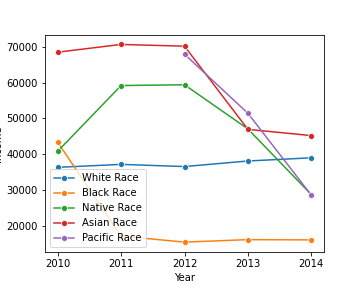 70000
60000
50000
40000
30000
20000
White Race
Black Race
Native Race
Asian Race
Pacific Race
2010
2011
2012
2013
2014
Year